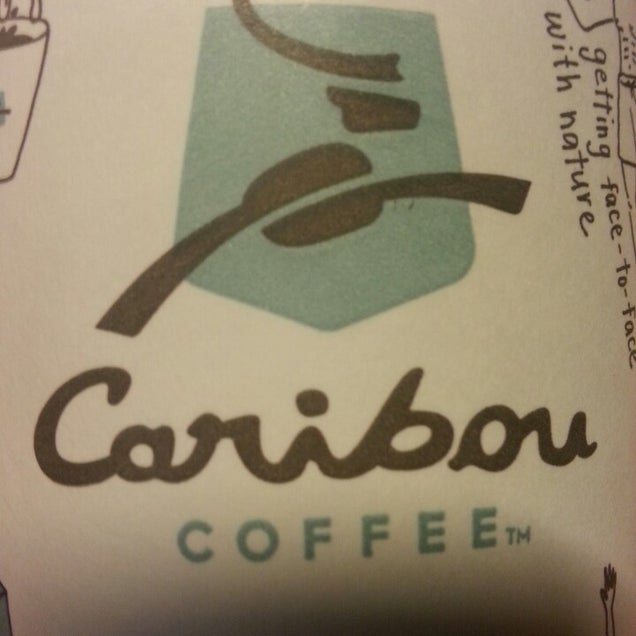 getting face-to-face
with nature
Caribou
COFFEE™